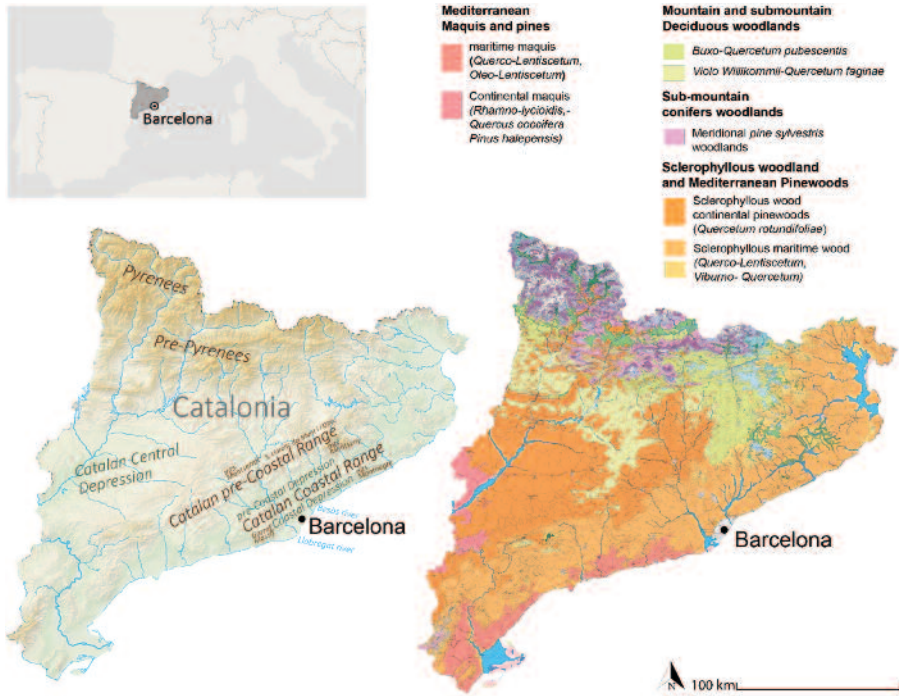 Barcelona
Mediterranean
Maquis and pines
maritime maquis
(Querco-Lentiscetum,
Oleo-Lentiscetum)
Continental maquis
(Rhamno-lycioidis,-
Quercus coccifera
Pinus halepensis)
Mountain and submountain
Deciduous woodlands
Buxo-Quercetum pubescentis
Violo Willikommii-Quercetum faginae
Sub-mountain
conifers woodlands
Meridional pine sylvestris
woodlands
Sclerophyllous woodland
and Mediterranean Pinewoods
Sclerophyllous wood
continental pinewoods
(Quercetum rotundifoliae)
Sclerophyllous maritime wood
(Querco-Lentiscetum,
Viburno- Quercetum)
Pyrenees
Pre-Pyrenees
Catalonia
Catalan Central
Depression
Catalan pre-Coastal Range
pre-Coastal Depression
Catalan Coastal Range
Coastal Depression
Besòs river
Barcelona
Llobregat river
Barcelona
N
100 km